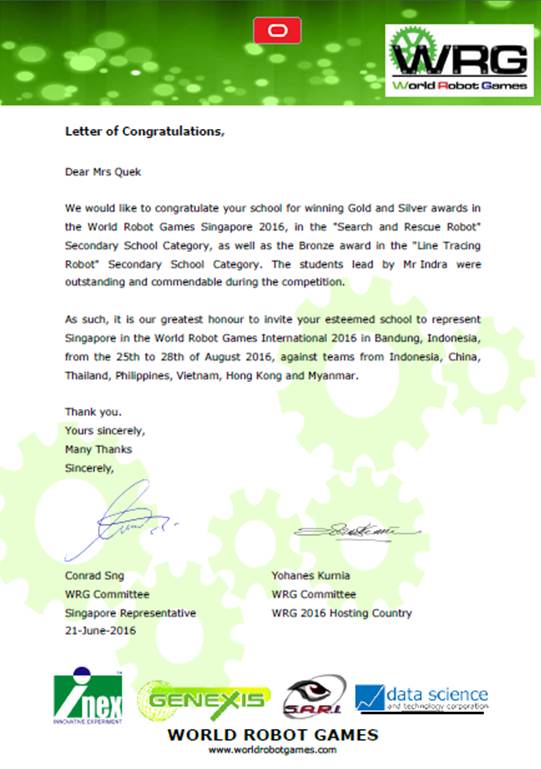 WRG
World Robot Games
Letter of Congratulations,
Dear Mrs Quek
We would like to congratulate your school for winning Gold and Silver awards in
the World Robot Games Singapore 2016, in the "Search and Rescue Robot"
Secondary School Category, as well as the Bronze award in the "Line Tracing
Robot" Secondary School Category. The students lead by Mr Indra were
outstanding and commendable during the competition.
As such, it is our greatest honour to invite your esteemed school to represent
Singapore in the World Robot Games International 2016 in Bandung, Indonesia,
from the 25th to 28th of August 2016, against teams from Indonesia, China,
Thailand, Philippines, Vietnam, Hong Kong and Myanmar.
Thank you.
Yours sincerely,
Many Thanks
Sincerely,
Conrad Sng
WRG Committee
Singapore Representative
21-June-2016
Yohanes Kurnia
WRG Committee
WRG 2016 Hosting Country
inex
INNOVATIVE EXPERIMENT
GENEXIS
S.A.R.I.
data science
and technology corporation
WORLD ROBOT GAMES
www.worldrobotgames.com